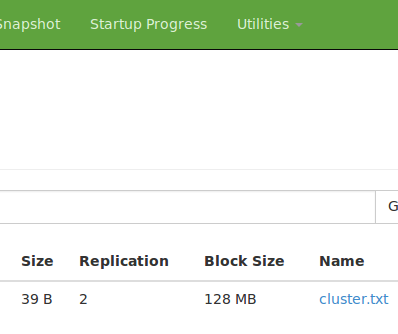 Snapshot Startup Progress Utilities
G
Size Replication Block Size Name
39 B 2 128 MB cluster.txt